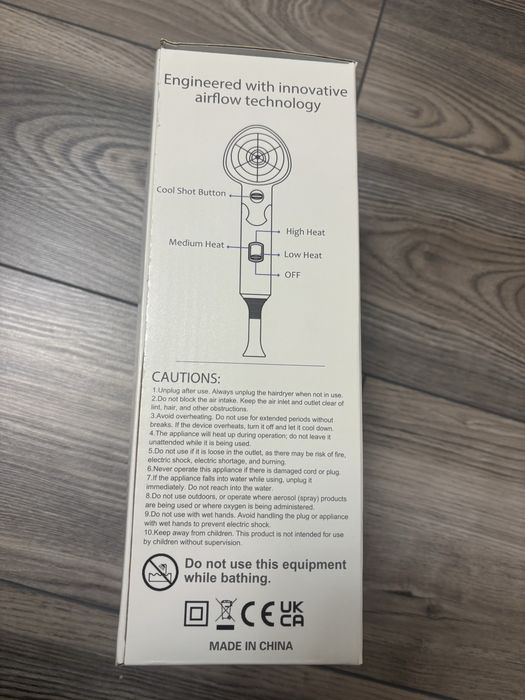 Engineered with innovative
airflow technology
Cool Shot Button
High Heat
Medium Heat
Low Heat
OFF
CAUTIONS:
1.Unplug after use. Always unplug the hairdryer when not in use.
2.Do not block the air intake. Keep the air inlet and outlet clear of
lint, hair, and other obstructions.
3.Avoid overheating. Do not use for extended periods without
breaks. If the device overheats, turn it off and let it cool down.
4.The appliance will heat up during operation; do not leave it
unattended while it is being used.
5.Do not use if it is loose in the outlet, as there may be risk of fire,
electric shock, electric shortage, and burning.
6.Never operate this appliance if there is damaged cord or plug.
7.If the appliance falls into water while using, unplug it
immediately. Do not reach into the water.
8.Do not use outdoors, or operate where aerosol (spray) products
are being used or where oxygen is being administered.
9.Do not use with wet hands. Avoid handling the plug or appliance
with wet hands to prevent electric shock.
10.Keep away from children. This product is not intended for use
by children without supervision.
Do not use this equipment
while bathing.
CE UK
CA
MADE IN CHINA